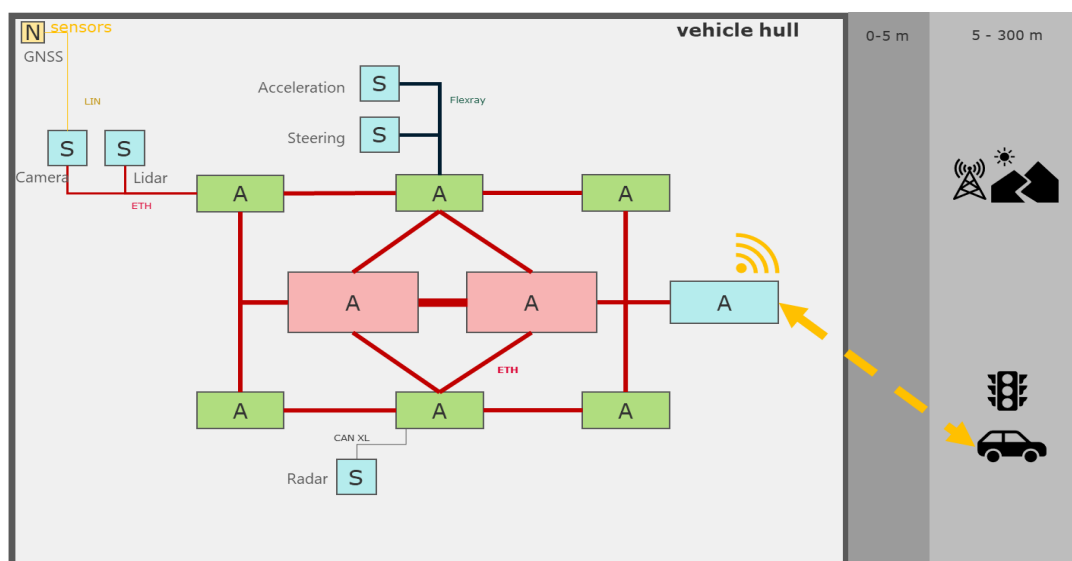 N
sensors
vehicle hull
0-5 m
5 - 300 m
GNSS
Acceleration
S
Flexray
LIN
Steering
S
S
S
Camera
Lidar
ETH
A
A
A
A
A
A
ETH
A
A
A
CAN XL
Radar
S